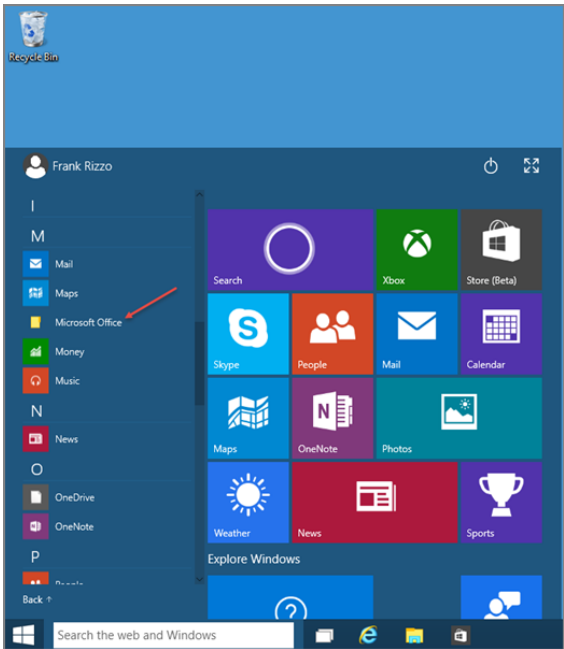 Recycle Bin
Frank Rizzo
I
M
Mail
Maps
Microsoft Office
Money
Music
N
News
O
OneDrive
OneNote
P
People
Back ↑
Search
Xbox
Store (Beta)
Skype
People
Mail
Calendar
Maps
OneNote
Photos
Weather
News
Sports
Explore Windows
Search the web and Windows